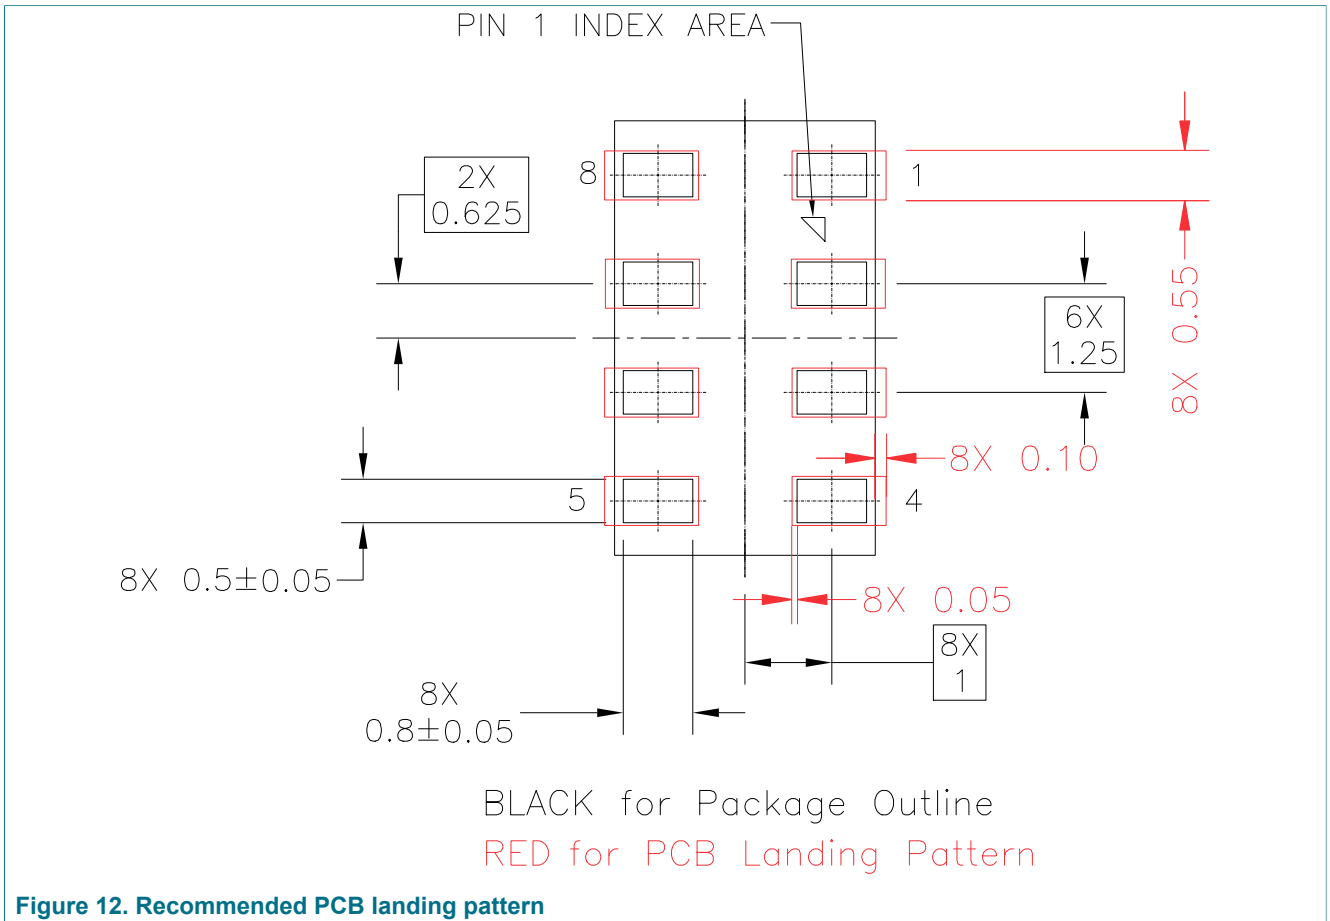 PIN 1 INDEX AREA
8
1
2X
0.625
8X 0.55
6X
1.25
8X 0.10
5
4
8X 0.5±0.05
8X 0.05
8X
1
8X
0.8±0.05
BLACK for Package Outline
RED for PCB Landing Pattern
Figure 12. Recommended PCB landing pattern